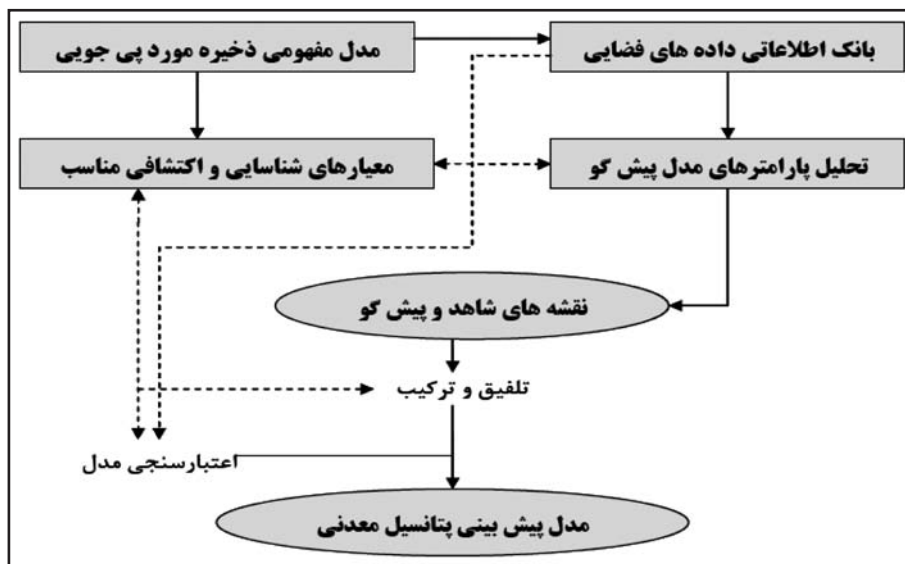 مدل مفهومی ذخیره مورد پی جویی
بانک اطلاعاتی داده های فضایی
معیارهای شناسایی و اکتشافی مناسب
تحلیل پارامترهای مدل پیش گو
نقشه های شاهد و پیش گو
تلفیق و ترکیب
اعتبارسنجی مدل
مدل پیش بینی پتانسیل معدنی